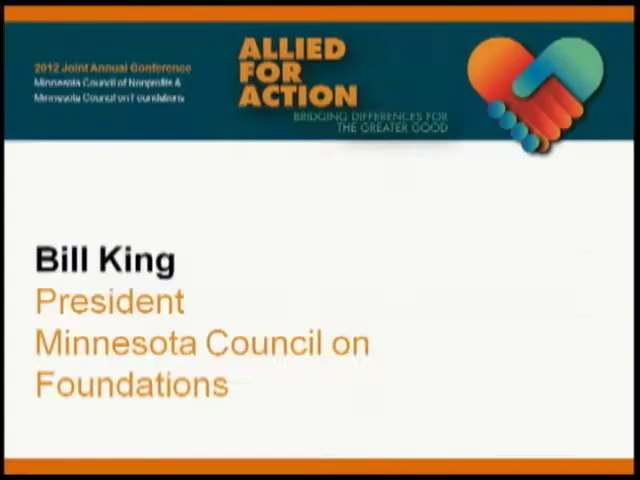 2012 Joint Annual Conference
Minnesota Council of Nonprofits &
Minnesota Council on Foundations
ALLIED
FOR
ACTION
BRIDGING DIFFERENCES FOR
THE GREATER GOOD
Bill King
President
Minnesota Council on
Foundations